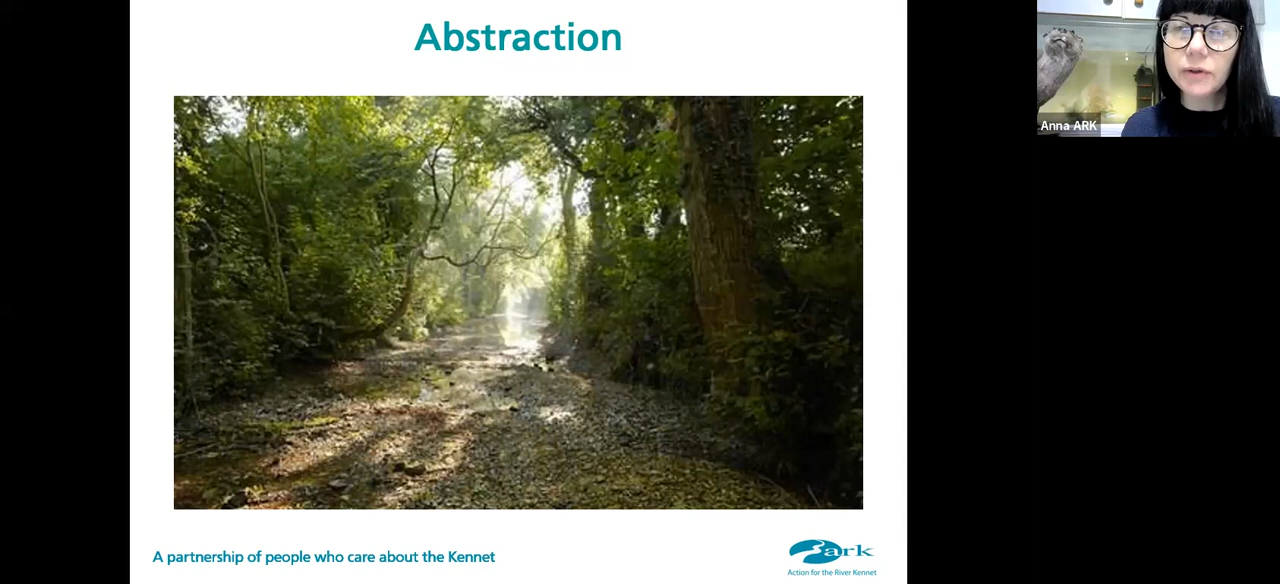 Abstraction
Anna ARK
A partnership of people who care about the Kennet
ark
Action for the River Kennet